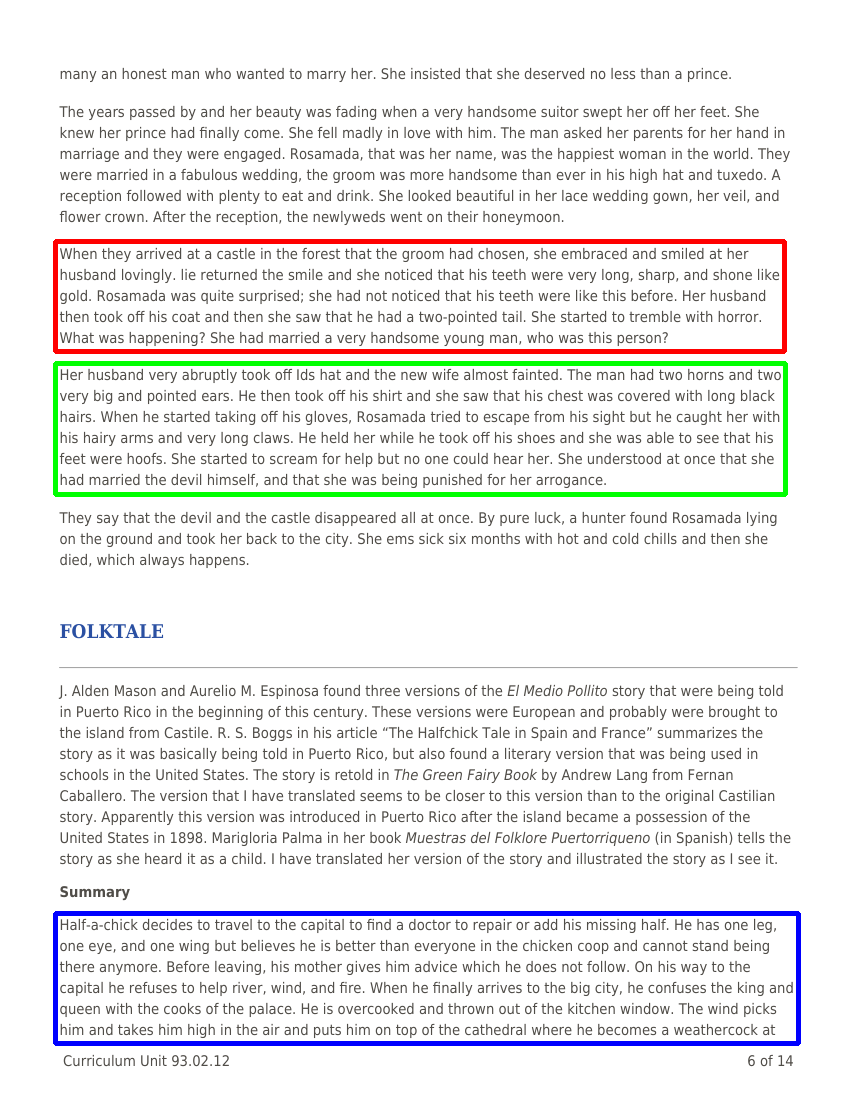 many an honest man who wanted to marry her. She insisted that she deserved no less than a prince.
The years passed by and her beauty was fading when a very handsome suitor swept her off her feet. She
knew her prince had finally come. She fell madly in love with him. The man asked her parents for her hand in
marriage and they were engaged. Rosamada, that was her name, was the happiest woman in the world. They
were married in a fabulous wedding, the groom was more handsome than ever in his high hat and tuxedo. A
reception followed with plenty to eat and drink. She looked beautiful in her lace wedding gown, her veil, and
flower crown. After the reception, the newlyweds went on their honeymoon.
When they arrived at a castle in the forest that the groom had chosen, she embraced and smiled at her
husband lovingly. lie returned the smile and she noticed that his teeth were very long, sharp, and shone like
gold. Rosamada was quite surprised; she had not noticed that his teeth were like this before. Her husband
then took off his coat and then she saw that he had a two-pointed tail. She started to tremble with horror.
What was happening? She had married a very handsome young man, who was this person?
Her husband very abruptly took off Ids hat and the new wife almost fainted. The man had two horns and two
very big and pointed ears. He then took off his shirt and she saw that his chest was covered with long black
hairs. When he started taking off his gloves, Rosamada tried to escape from his sight but he caught her with
his hairy arms and very long claws. He held her while he took off his shoes and she was able to see that his
feet were hoofs. She started to scream for help but no one could hear her. She understood at once that she
had married the devil himself, and that she was being punished for her arrogance.
They say that the devil and the castle disappeared all at once. By pure luck, a hunter found Rosamada lying
on the ground and took her back to the city. She ems sick six months with hot and cold chills and then she
died, which always happens.
FOLKTALE
J. Alden Mason and Aurelio M. Espinosa found three versions of the El Medio Pollito story that were being told
in Puerto Rico in the beginning of this century. These versions were European and probably were brought to
the island from Castile. R. S. Boggs in his article “The Halfchick Tale in Spain and France” summarizes the
story as it was basically being told in Puerto Rico, but also found a literary version that was being used in
schools in the United States. The story is retold in The Green Fairy Book by Andrew Lang from Fernan
Caballero. The version that I have translated seems to be closer to this version than to the original Castilian
story. Apparently this version was introduced in Puerto Rico after the island became a possession of the
United States in 1898. Marigloria Palma in her book Muestras del Folklore Puertorriqueno (in Spanish) tells the
story as she heard it as a child. I have translated her version of the story and illustrated the story as I see it.
Summary
Half-a-chick decides to travel to the capital to find a doctor to repair or add his missing half. He has one leg,
one eye, and one wing but believes he is better than everyone in the chicken coop and cannot stand being
there anymore. Before leaving, his mother gives him advice which he does not follow. On his way to the
capital he refuses to help river, wind, and fire. When he finally arrives to the big city, he confuses the king and
queen with the cooks of the palace. He is overcooked and thrown out of the kitchen window. The wind picks
him and takes him high in the air and puts him on top of the cathedral where he becomes a weathercock at
Curriculum Unit 93.02.12
6 of 14